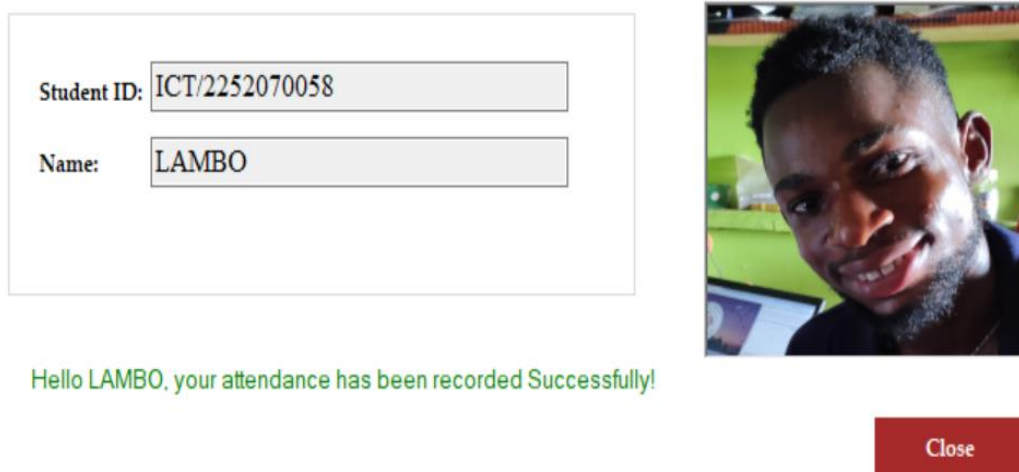 Student ID: ICT/2252070058
Name: LAMBO
Hello LAMBO, your attendance has been recorded Successfully!
Close